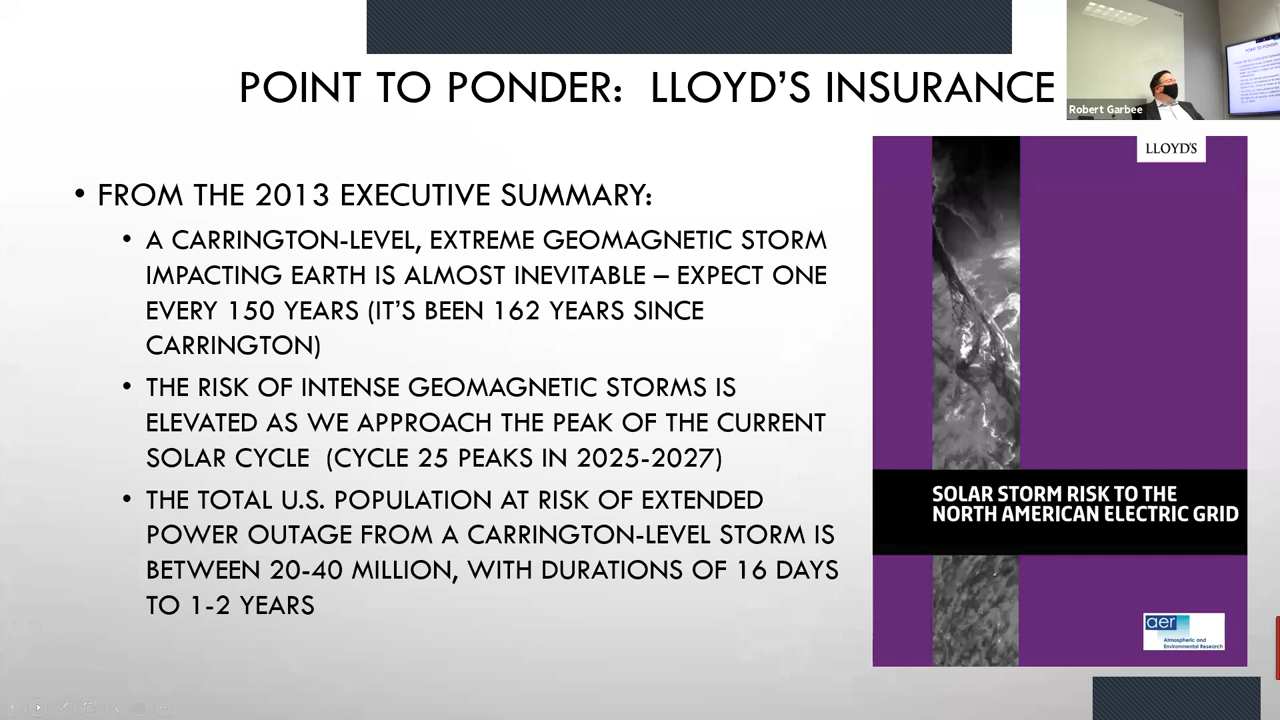 POINT TO PONDER: LLOYD'S INSURANCE
Robert Garbee
• FROM THE 2013 EXECUTIVE SUMMARY:
• A CARRINGTON-LEVEL, EXTREME GEOMAGNETIC STORM
IMPACTING EARTH IS ALMOST INEVITABLE – EXPECT ONE
EVERY 150 YEARS (IT'S BEEN 162 YEARS SINCE
CARRINGTON)
• THE RISK OF INTENSE GEOMAGNETIC STORMS IS
ELEVATED AS WE APPROACH THE PEAK OF THE CURRENT
SOLAR CYCLE (CYCLE 25 PEAKS IN 2025-2027)
• THE TOTAL U.S. POPULATION AT RISK OF EXTENDED
POWER OUTAGE FROM A CARRINGTON-LEVEL STORM IS
BETWEEN 20-40 MILLION, WITH DURATIONS OF 16 DAYS
TO 1-2 YEARS
LLOYD'S
SOLAR STORM RISK TO THE
NORTH AMERICAN ELECTRIC GRID
aer
Atmospheric and
Environmental Research